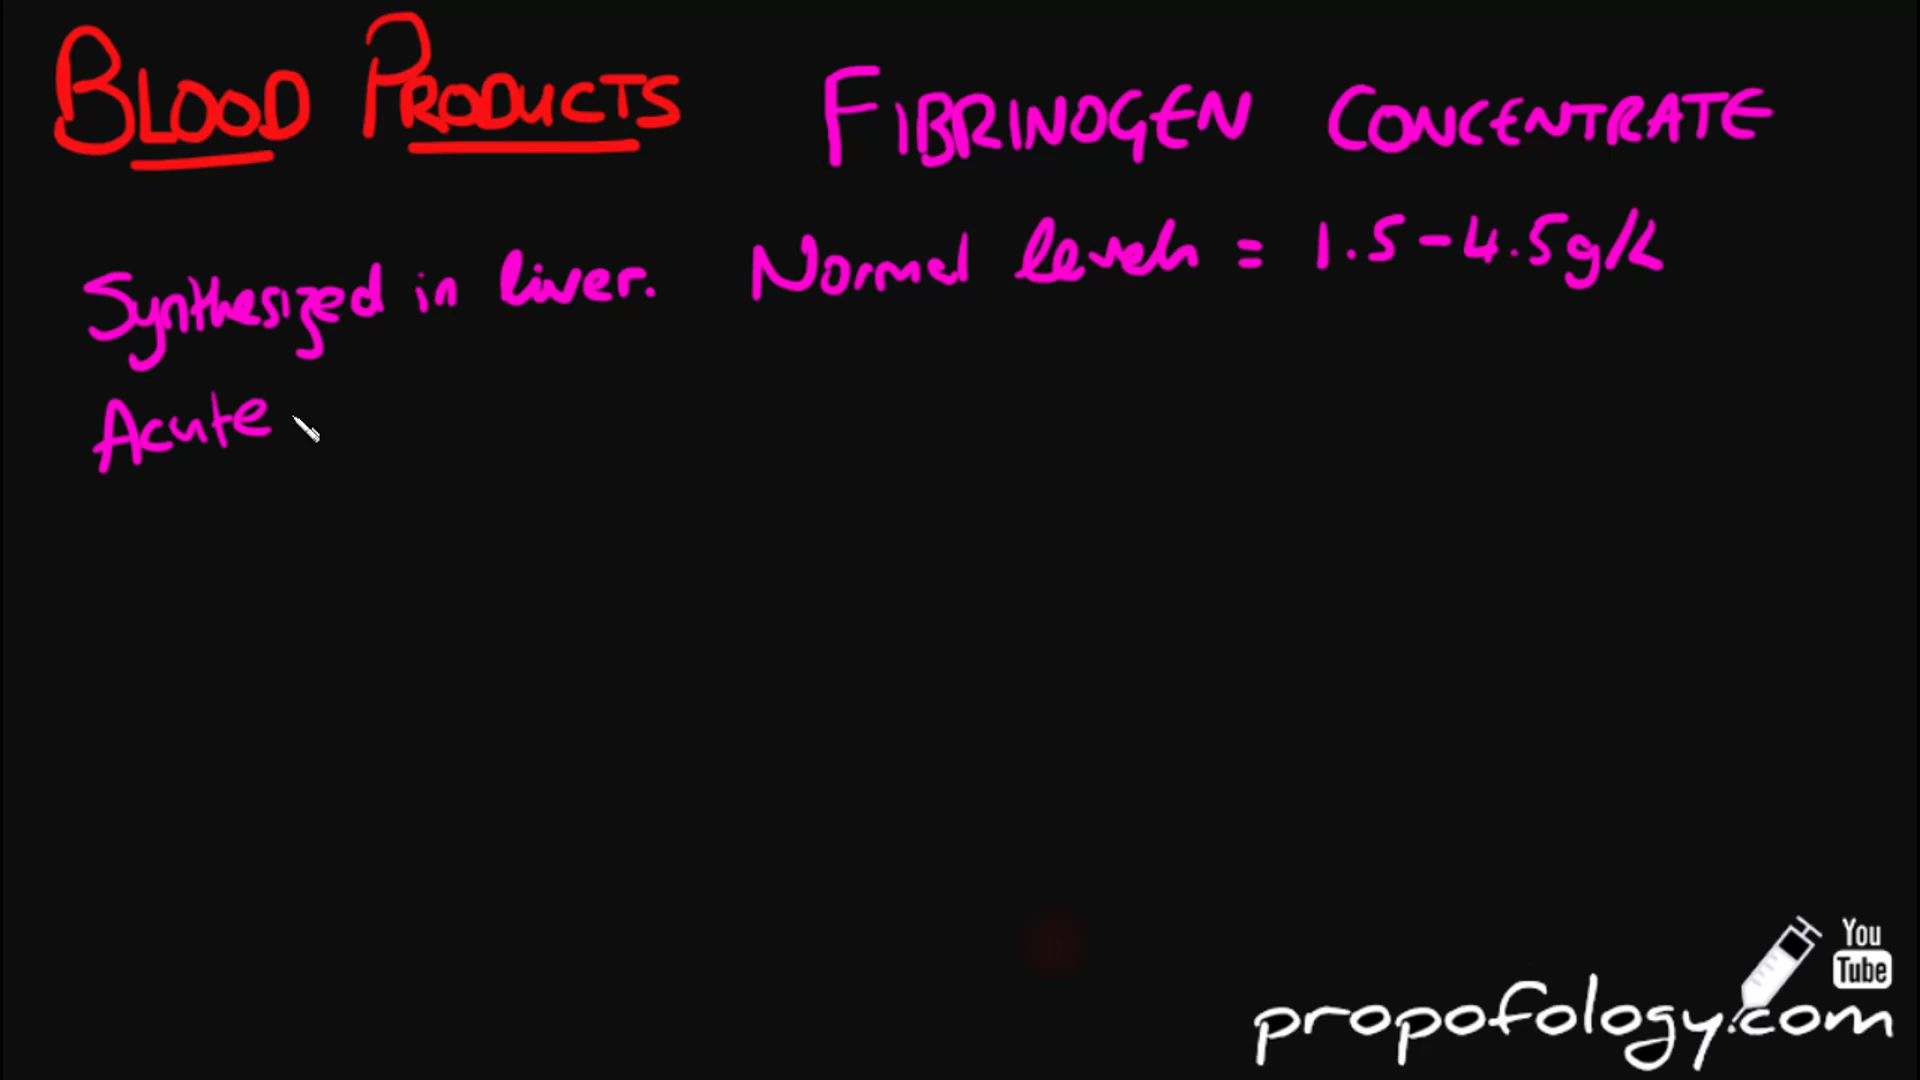 BLOOD PRODUCTS FIBRINOGEN CONCENTRATE
Synthesized in liver. Normal levels = 1.5-4.5g/L
Acute
You
Tube
propofology.com